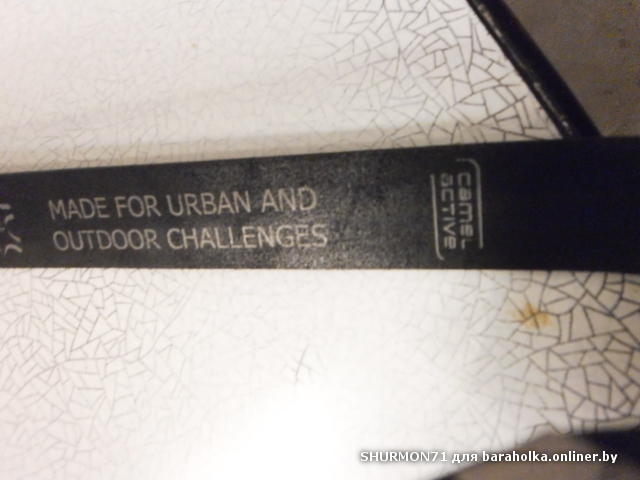 MADE FOR URBAN AND
OUTDOOR CHALLENGES
camel
active
SHURMON71 для baraholka.onliner.by